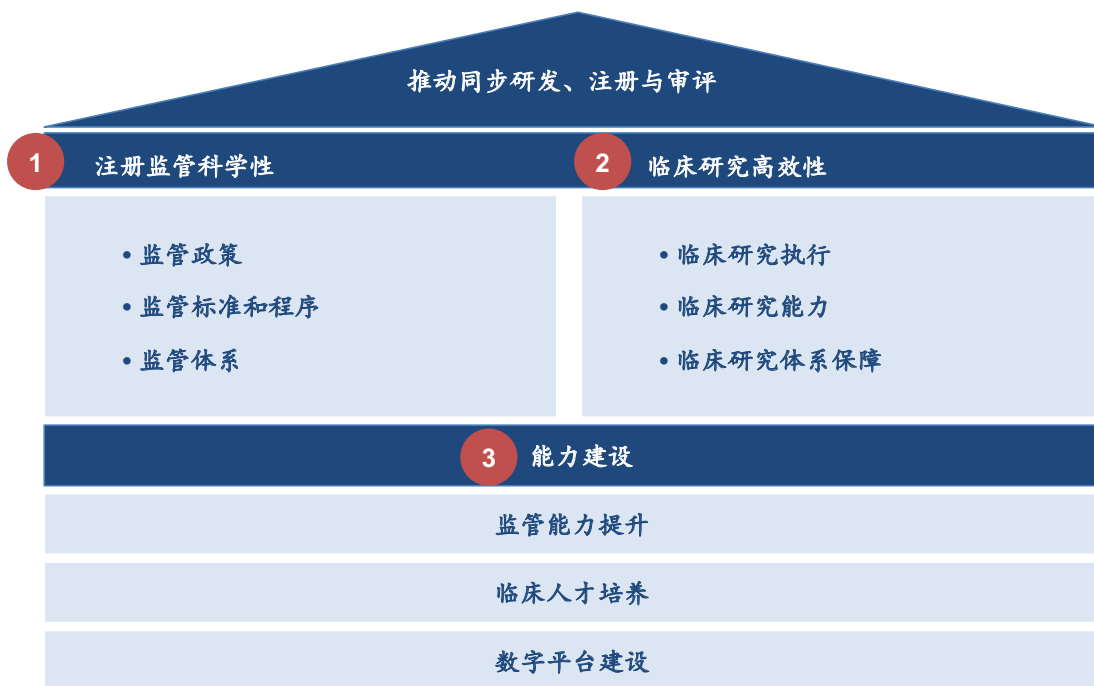 推动同步研发、注册与审评
1 注册监管科学性
2 临床研究高效性
• 监管政策
• 监管标准和程序
• 监管体系
• 临床研究执行
• 临床研究能力
• 临床研究体系保障
3 能力建设
监管能力提升
临床人才培养
数字平台建设